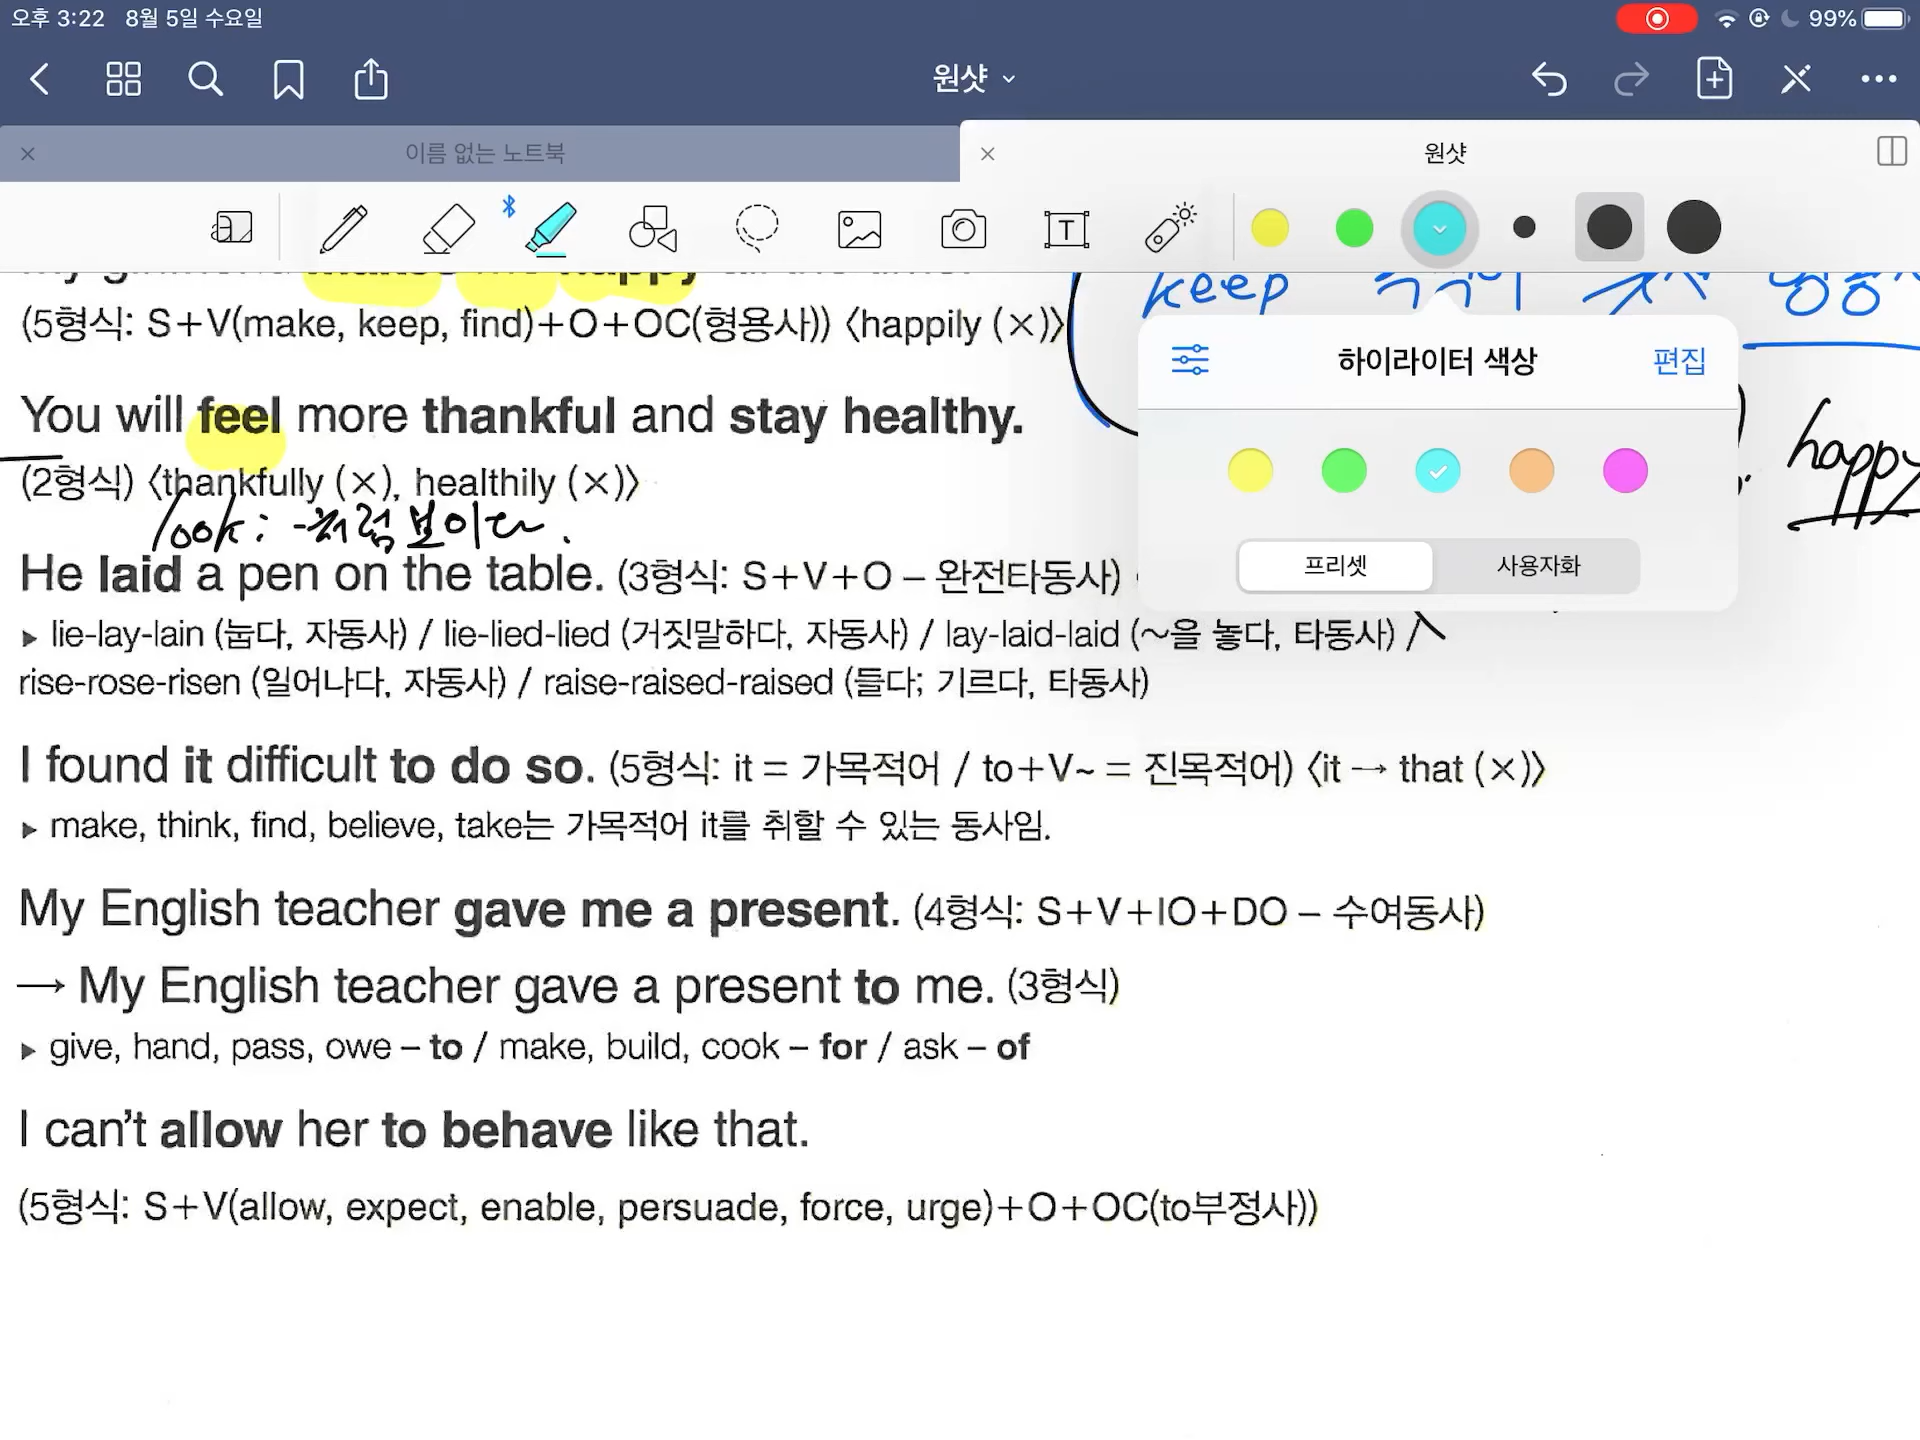 오후 3:22 8월 5일 수요일
99%
원샷
이름 없는 노트북
원샷
keep
(5형식: S+V(make, keep, find)+O+OC(형용사)) 〈happily (×)〉
하이라이터 색상
편집
You will feel more thankful and stay healthy.
happy
(2형식) 〈thankfully (×), healthily (×)〉
look: ~처럼 보이다.
프리셋
사용자화
He laid a pen on the table. (3형식: S+V+O – 완전타동사)
▶ lie-lay-lain (눕다, 자동사) / lie-lied-lied (거짓말하다, 자동사) / lay-laid-laid (～을 놓다, 타동사) /
rise-rose-risen (일어나다, 자동사) / raise-raised-raised (들다; 기르다, 타동사)
I found it difficult to do so. (5형식: it = 가목적어 / to+V~ = 진목적어) 〈it → that (×)〉
▶ make, think, find, believe, take는 가목적어 it를 취할 수 있는 동사임.
My English teacher gave me a present. (4형식: S+V+IO+DO – 수여동사)
→ My English teacher gave a present to me. (3형식)
▶ give, hand, pass, owe – to / make, build, cook – for / ask – of
I can't allow her to behave like that.
(5형식: S+V(allow, expect, enable, persuade, force, urge)+O+OC(to부정사))